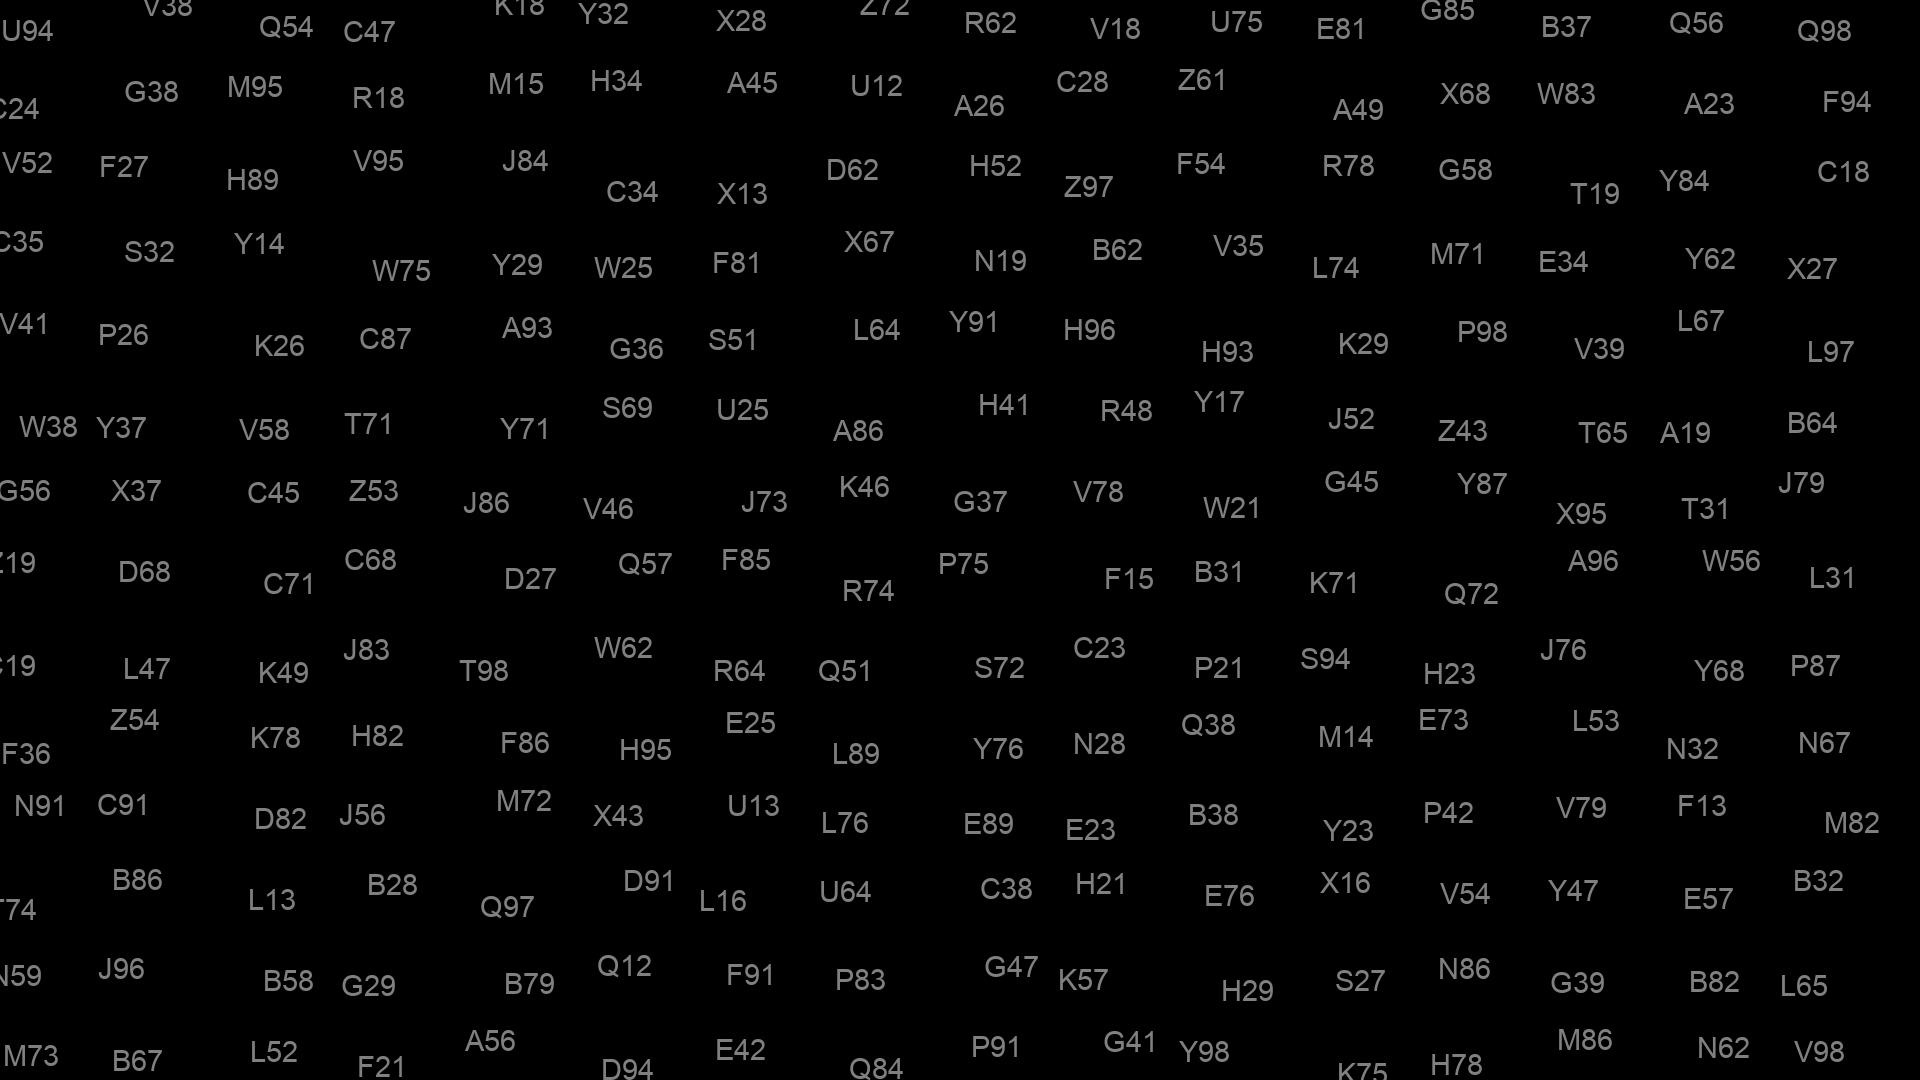 U94 V38 Q54 C47 K18 Y32 X28 Z72 R62 V18 U75 E81 G85 B37 Q56 Q98
C24 G38 M95 R18 M15 H34 A45 U12 A26 C28 Z61 A49 X68 W83 A23 F94
V52 F27 H89 V95 J84 C34 X13 D62 H52 Z97 F54 R78 G58 T19 Y84 C18
C35 S32 Y14 W75 Y29 W25 F81 X67 N19 B62 V35 L74 M71 E34 Y62 X27
V41 P26 K26 C87 A93 G36 S51 L64 Y91 H96 H93 K29 P98 V39 L67 L97
W38 Y37 V58 T71 Y71 S69 U25 A86 H41 R48 Y17 J52 Z43 T65 A19 B64
G56 X37 C45 Z53 J86 V46 J73 K46 G37 V78 W21 G45 Y87 X95 T31 J79
Z19 D68 C71 C68 D27 Q57 F85 R74 P75 F15 B31 K71 Q72 A96 W56 L31
L47 K49 J83 T98 W62 R64 Q51 S72 C23 P21 S94 H23 J76 Y68 P87
F36 Z54 K78 H82 F86 H95 E25 L89 Y76 N28 Q38 M14 E73 L53 N32 N67
N91 C91 D82 J56 M72 X43 U13 L76 E89 E23 B38 Y23 P42 V79 F13 M82
T74 B86 L13 B28 Q97 D91 L16 U64 C38 H21 E76 X16 V54 Y47 E57 B32
N59 J96 B58 G29 B79 Q12 F91 P83 G47 K57 H29 S27 N86 G39 B82 L65
M73 B67 L52 F21 A56 D94 E42 Q84 P91 G41 Y98 K75 H78 M86 N62 V98